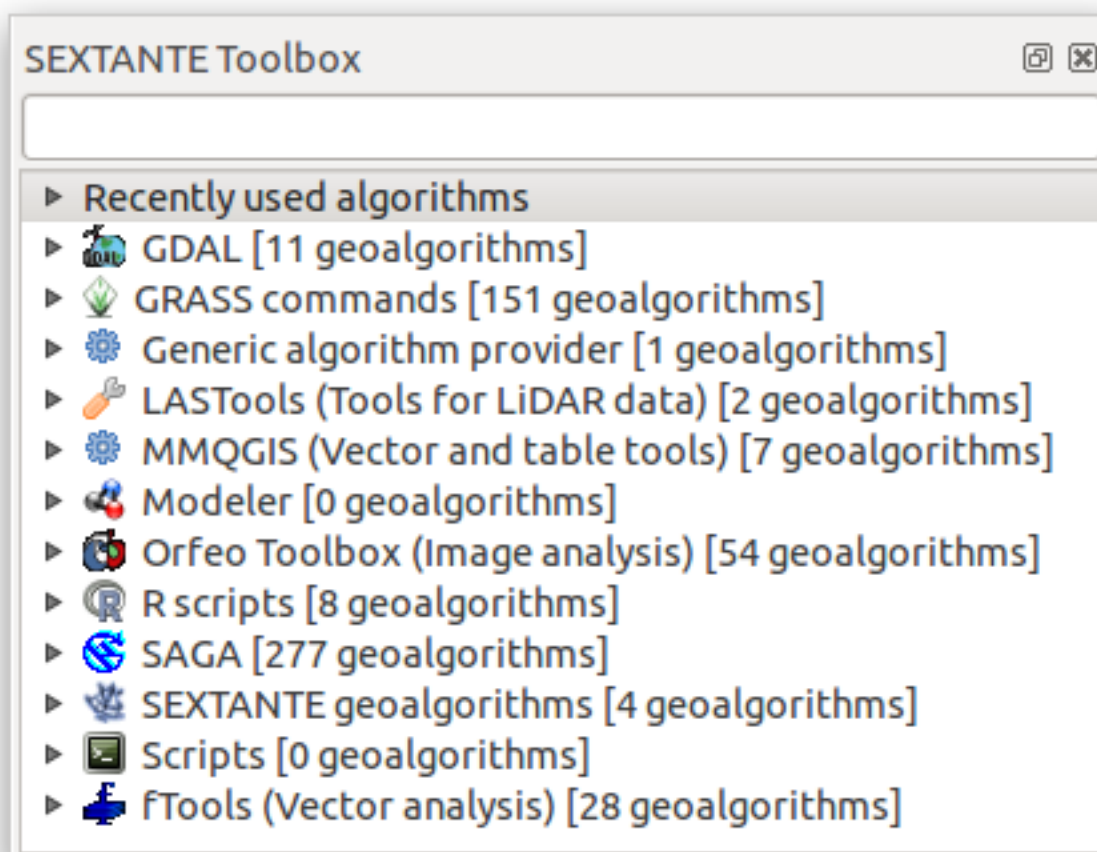 SEXTANTE Toolbox
Recently used algorithms
GDAL [11 geoalgorithms]
GRASS commands [151 geoalgorithms]
Generic algorithm provider [1 geoalgorithms]
LASTools (Tools for LiDAR data) [2 geoalgorithms]
MMQGIS (Vector and table tools) [7 geoalgorithms]
Modeler [0 geoalgorithms]
Orfeo Toolbox (Image analysis) [54 geoalgorithms]
R scripts [8 geoalgorithms]
SAGA [277 geoalgorithms]
SEXTANTE geoalgorithms [4 geoalgorithms]
Scripts [0 geoalgorithms]
fTools (Vector analysis) [28 geoalgorithms]